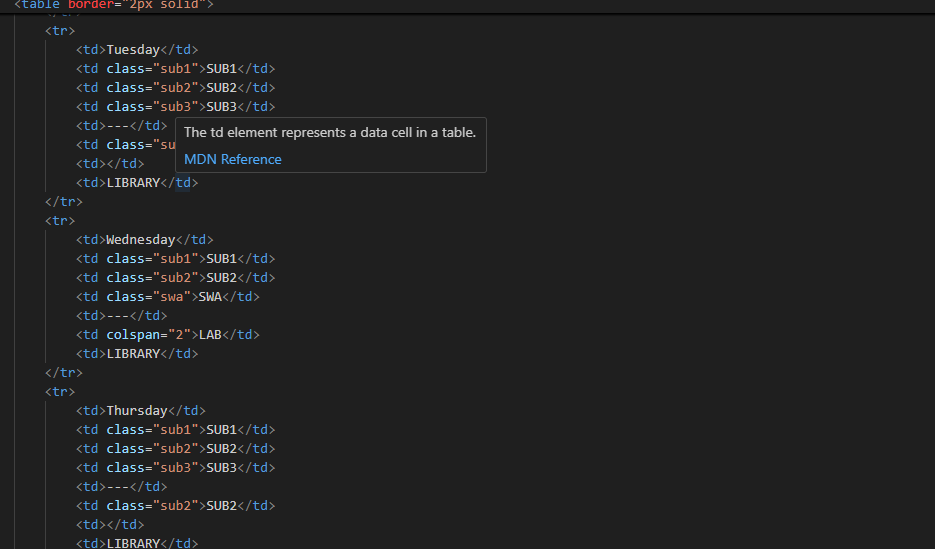 <table border="2px solid">
</tr>
<tr>
<td>Tuesday</td>
<td class="sub1">SUB1</td>
<td class="sub2">SUB2</td>
<td class="sub3">SUB3</td>
<td>---</td>
The td element represents a data cell in a table.
<td class="su
MDN Reference
<td></td>
<td>LIBRARY</td>
</tr>
<tr>
<td>Wednesday</td>
<td class="sub1">SUB1</td>
<td class="sub2">SUB2</td>
<td class="swa">SWA</td>
<td>---</td>
<td colspan="2">LAB</td>
<td>LIBRARY</td>
</tr>
<tr>
<td>Thursday</td>
<td class="sub1">SUB1</td>
<td class="sub2">SUB2</td>
<td class="sub3">SUB3</td>
<td>---</td>
<td class="sub2">SUB2</td>
<td></td>
<td>LIBRARY</td>